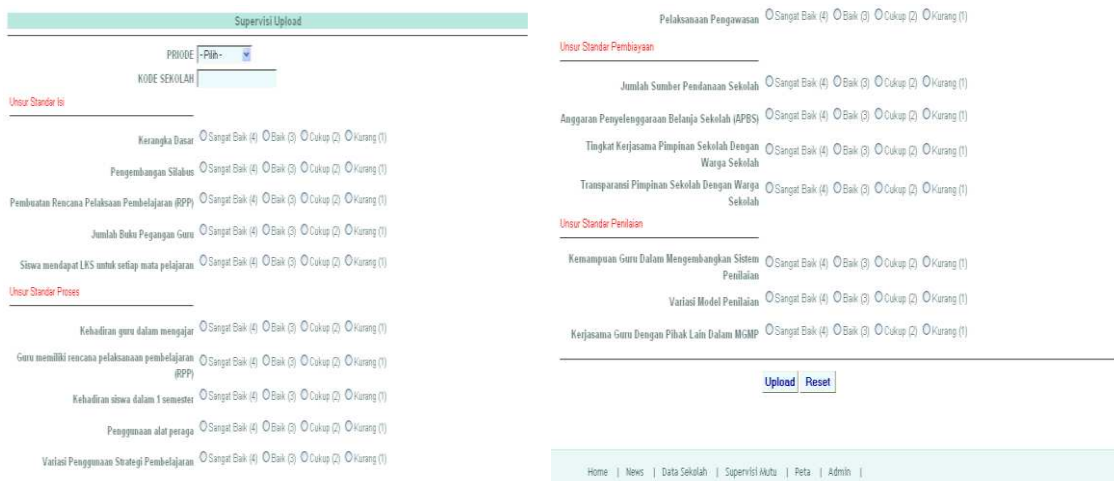 Supervisi Upload
PRIODE -Pilih-
KODE SEKOLAH
Unsur Standar Isi
Kerangka Dasar Sangat Baik (4) Baik (3) Cukup (2) Kurang (1)
Pengembangan Silabus Sangat Baik (4) Baik (3) Cukup (2) Kurang (1)
Pembuatan Rencana Pelaksaan Pembelajaran (RPP) Sangat Baik (4) Baik (3) Cukup (2) Kurang (1)
Jumlah Buku Pegangan Guru Sangat Baik (4) Baik (3) Cukup (2) Kurang (1)
Siswa mendapat LKS untuk setiap mata pelajaran Sangat Baik (4) Baik (3) Cukup (2) Kurang (1)
Unsur Standar Proses
Kehadiran guru dalam mengajar Sangat Baik (4) Baik (3) Cukup (2) Kurang (1)
Guru memiliki rencana pelaksanaan pembelajaran
(RPP) Sangat Baik (4) Baik (3) Cukup (2) Kurang (1)
Kehadiran siswa dalam 1 semester Sangat Baik (4) Baik (3) Cukup (2) Kurang (1)
Penggunaan alat peraga Sangat Baik (4) Baik (3) Cukup (2) Kurang (1)
Variasi Penggunaan Strategi Pembelajaran Sangat Baik (4) Baik (3) Cukup (2) Kurang (1)
Pelaksanaan Pengawasan Sangat Baik (4) Baik (3) Cukup (2) Kurang (1)
Unsur Standar Pembiayaan
Jumlah Sumber Pendanaan Sekolah Sangat Baik (4) Baik (3) Cukup (2) Kurang (1)
Anggaran Penyelenggaraan Belanja Sekolah (APBS) Sangat Baik (4) Baik (3) Cukup (2) Kurang (1)
Tingkat Kerjasama Pimpinan Sekolah Dengan
Warga Sekolah Sangat Baik (4) Baik (3) Cukup (2) Kurang (1)
Transparansi Pimpinan Sekolah Dengan Warga
Sekolah Sangat Baik (4) Baik (3) Cukup (2) Kurang (1)
Unsur Standar Penilaian
Kemampuan Guru Dalam Mengembangkan Sistem
Penilaian Sangat Baik (4) Baik (3) Cukup (2) Kurang (1)
Variasi Model Penilaian Sangat Baik (4) Baik (3) Cukup (2) Kurang (1)
Kerjasama Guru Dengan Pihak Lain Dalam MGMP Sangat Baik (4) Baik (3) Cukup (2) Kurang (1)
Upload Reset
Home | News | Data Sekolah | Supervisi Mutu | Peta | Admin |